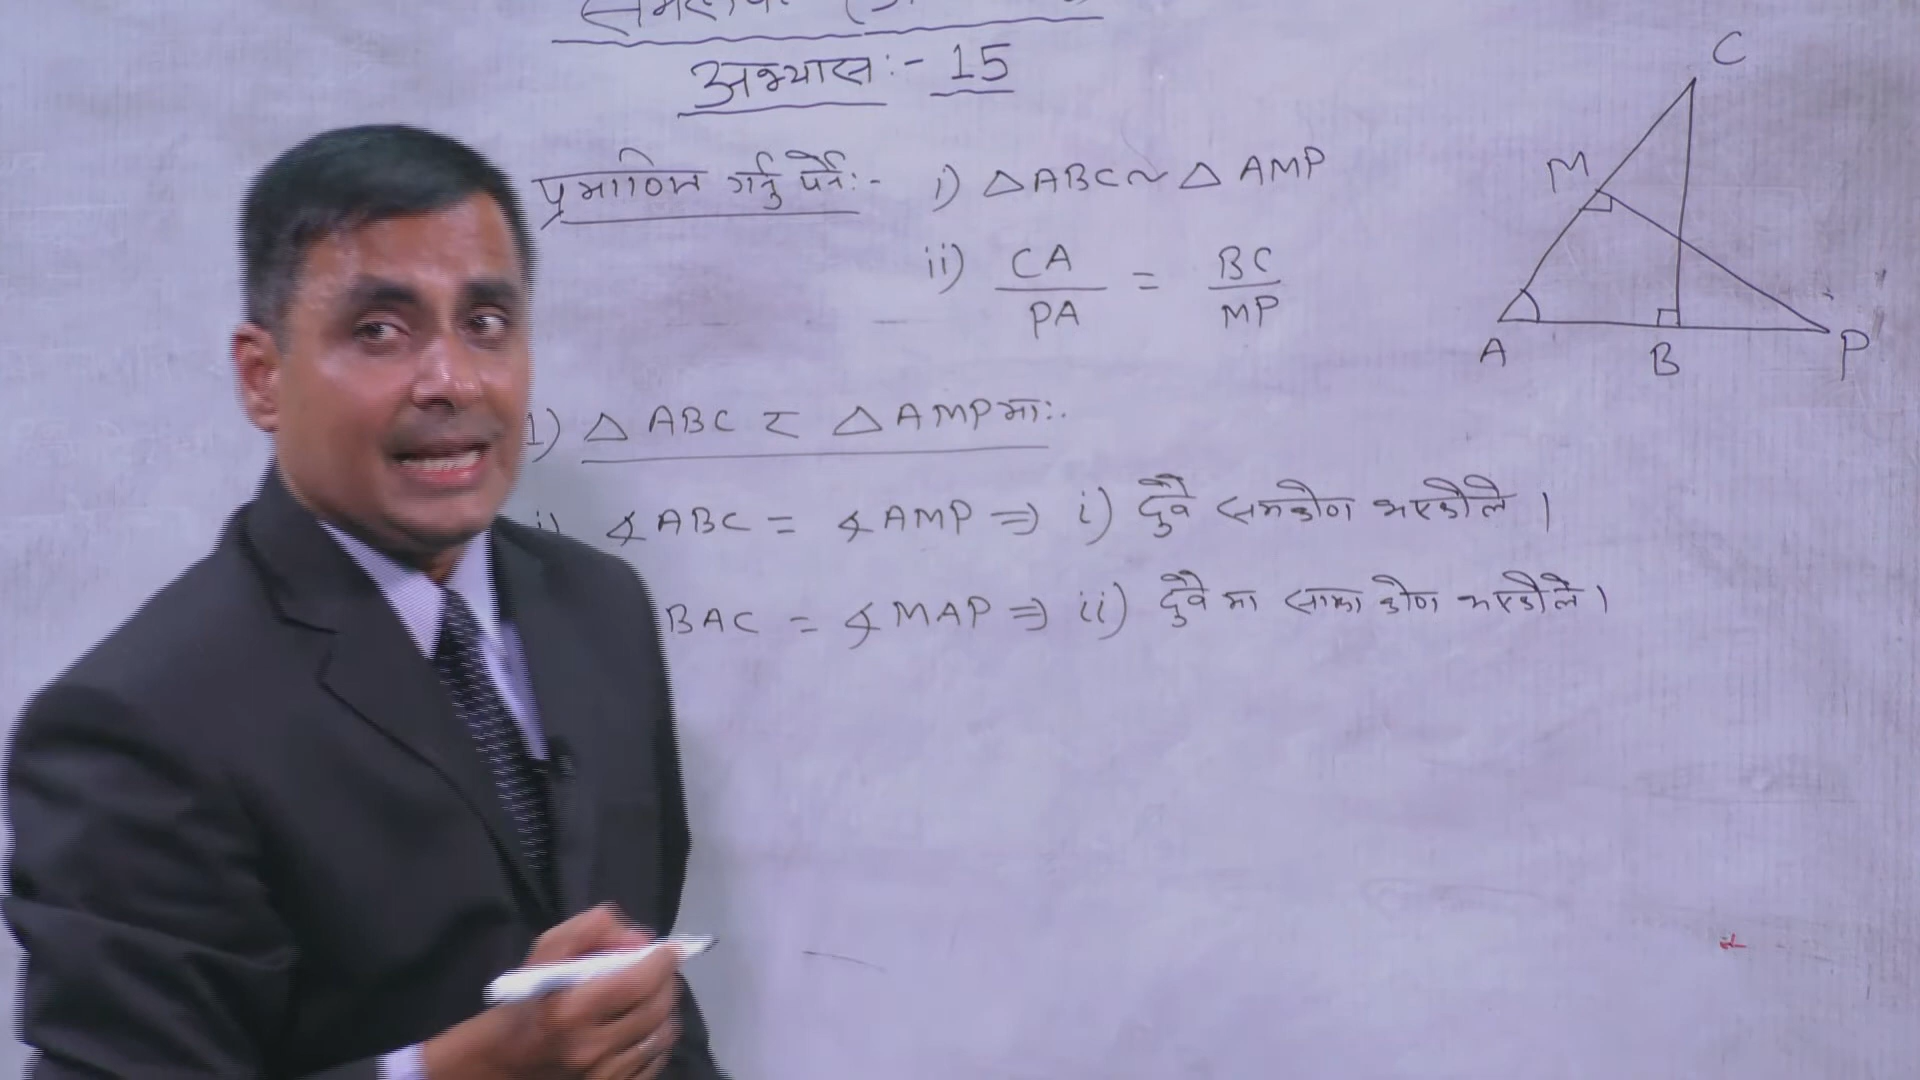 अभ्यास :- 15
प्रमाणित गर्नु पर्ने :- i) △ABC ~ △AMP
ii) CA/PA = BC/MP
C
M
A
B
P
1) △ABC र △AMP मा :.
i) ∡ABC = ∡AMP ⇒ i) दुवै समकोण भएकोले ।
BAC = ∡MAP ⇒ ii) दुवै मा साझा कोण भएकोले ।